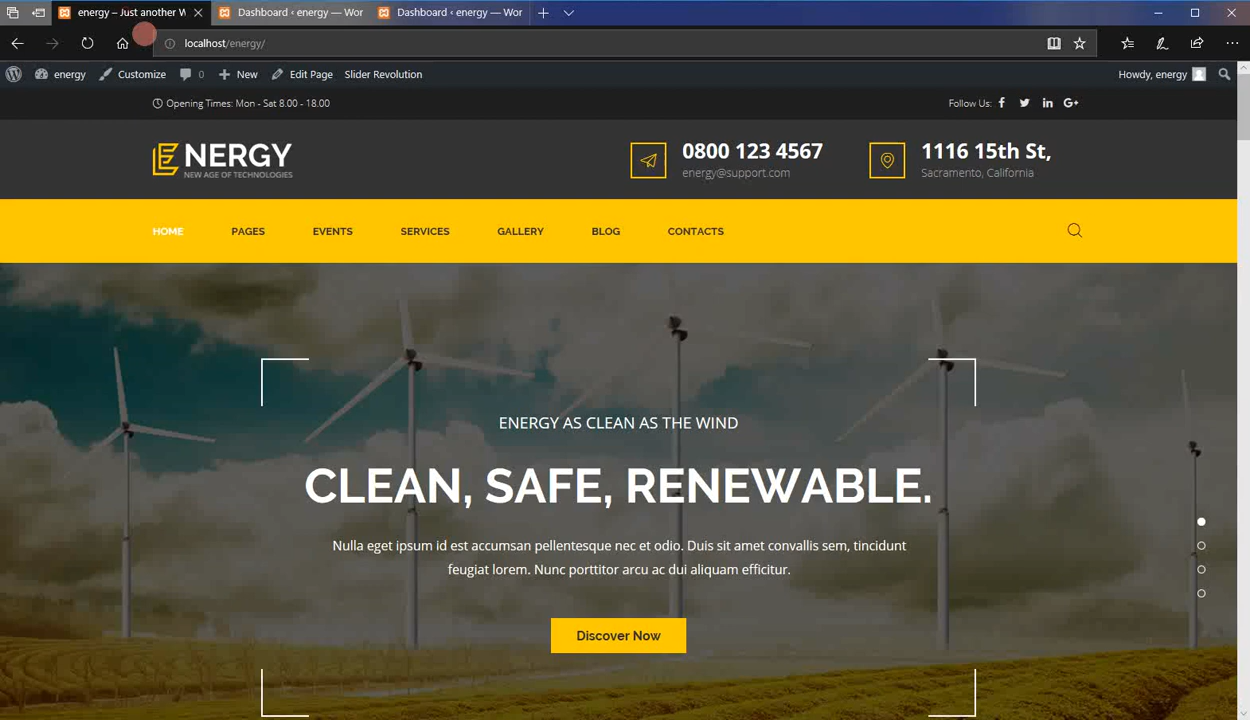 energy – Just another W
Dashboard ‹ energy — Wor
Dashboard ‹ energy — Wor
localhost/energy/
energy
Customize
0
New
Edit Page
Slider Revolution
Howdy, energy
Opening Times: Mon - Sat 8.00 - 18.00
Follow Us:
ENERGY
NEW AGE OF TECHNOLOGIES
0800 123 4567
energy@support.com
1116 15th St,
Sacramento, California
HOME
PAGES
EVENTS
SERVICES
GALLERY
BLOG
CONTACTS
ENERGY AS CLEAN AS THE WIND
CLEAN, SAFE, RENEWABLE.
Nulla eget ipsum id est accumsan pellentesque nec et odio. Duis sit amet convallis sem, tincidunt
feugiat lorem. Nunc porttitor arcu ac dui aliquam efficitur.
Discover Now